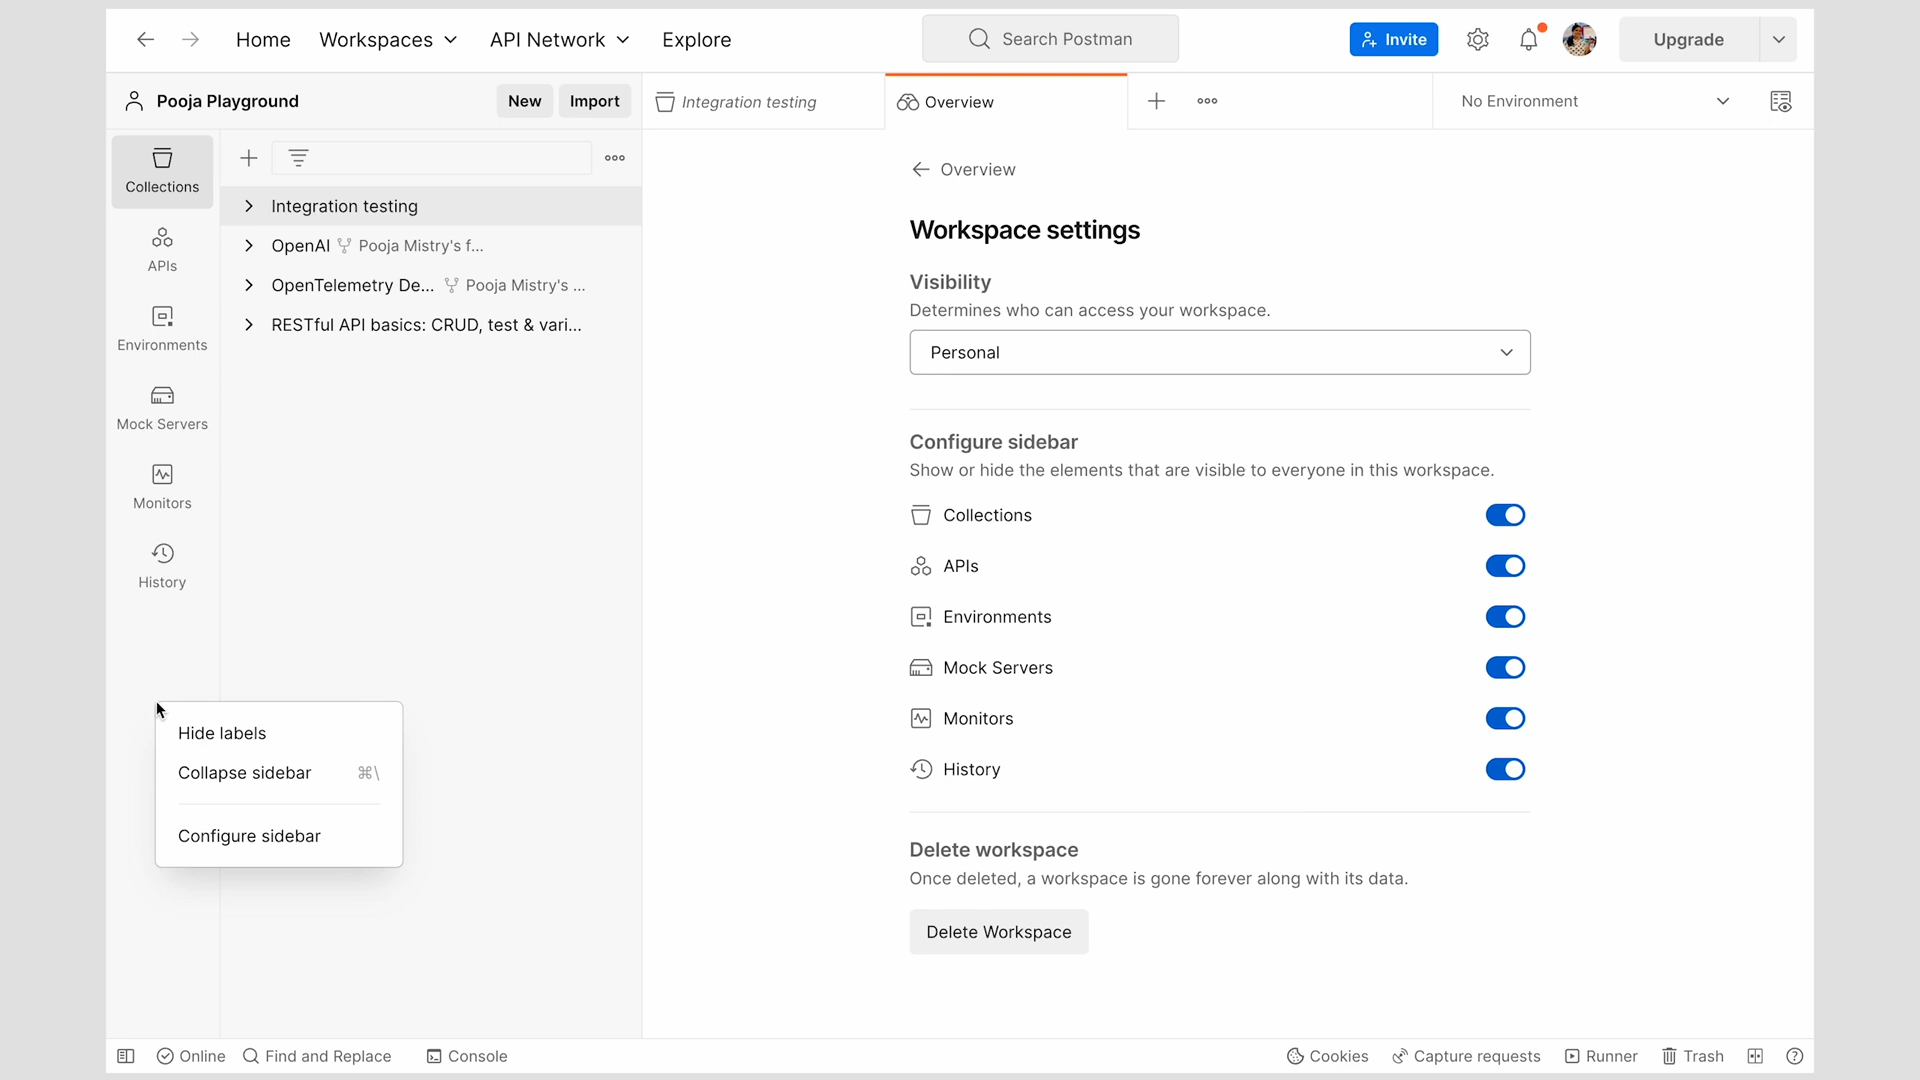 Home
Workspaces
API Network
Explore
Search Postman
Invite
Upgrade
Pooja Playground
New
Import
Integration testing
Overview
No Environment
Collections
APIs
Environments
Mock Servers
Monitors
History
Integration testing
OpenAI Pooja Mistry's f...
OpenTelemetry De... Pooja Mistry's ...
RESTful API basics: CRUD, test & vari...
Hide labels
Collapse sidebar ⌘\
Configure sidebar
Overview
Workspace settings
Visibility
Determines who can access your workspace.
Personal
Configure sidebar
Show or hide the elements that are visible to everyone in this workspace.
Collections
APIs
Environments
Mock Servers
Monitors
History
Delete workspace
Once deleted, a workspace is gone forever along with its data.
Delete Workspace
Online
Find and Replace
Console
Cookies
Capture requests
Runner
Trash